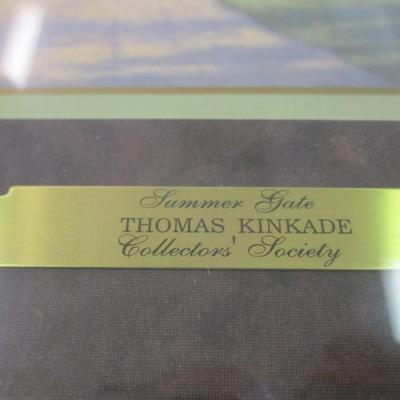 Summer Gate
THOMAS KINKADE
Collectors' Society